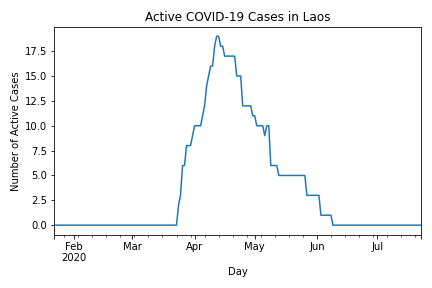 Active COVID-19 Cases in Laos
Number of Active Cases
17.5
15.0
12.5
10.0
7.5
5.0
2.5
0.0
Feb Mar Apr May Jun Jul
2020
Day